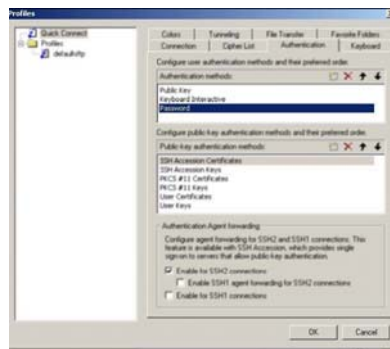 Profiles
Quick Connect
Profiles
defaultsftp
Colors Tunneling File Transfer Favorite Folders
Connection Cipher List Authentication Keyboard
Configure user authentication methods and their preferred order.
Authentication methods:
Public Key
Keyboard Interactive
Password
Configure public-key authentication methods and their preferred order.
Public-key authentication methods:
SSH Accession Certificates
SSH Accession Keys
PKCS #11 Certificates
PKCS #11 Keys
User Certificates
User Keys
Authentication Agent forwarding
Configure agent forwarding for SSH2 and SSH1 connections. This
feature is available with SSH Accession, which provides single
sign-on to servers that allow public-key authentication.
Enable for SSH2 connections
Enable SSH1 agent forwarding for SSH2 connections
Enable for SSH1 connections
OK Cancel